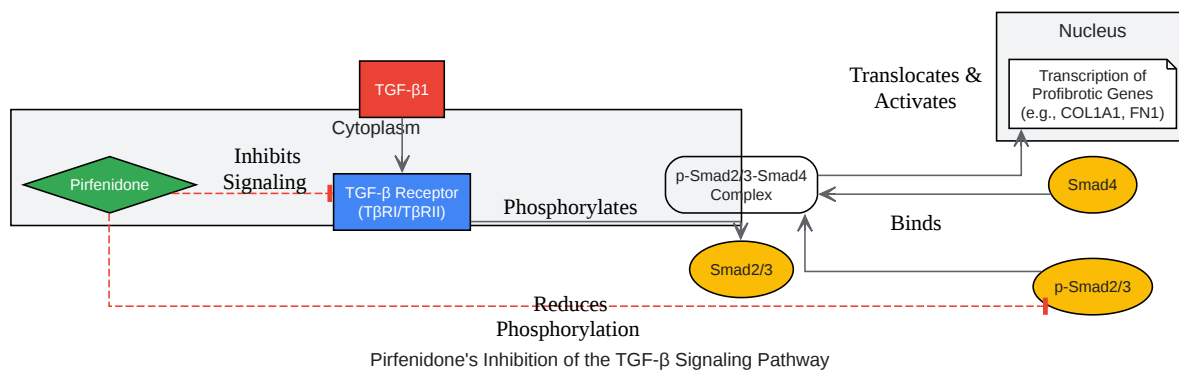 Nucleus
Transcription of
Profibrotic Genes
(e.g., COL1A1, FN1)
Translocates &
Activates
TGF-β1
Cytoplasm
Pirfenidone
Inhibits
Signaling
TGF-β Receptor
(TβRI/TβRII)
Phosphorylates
p-Smad2/3-Smad4
Complex
Smad4
Binds
Smad2/3
p-Smad2/3
Reduces
Phosphorylation
Pirfenidone's Inhibition of the TGF-β Signaling Pathway